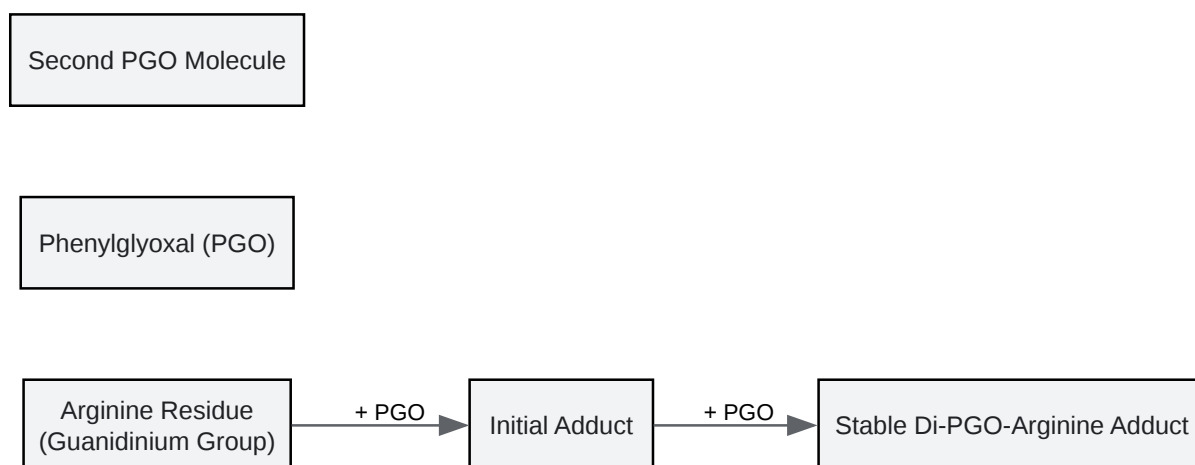 Second PGO Molecule
Phenylglyoxal (PGO)
Arginine Residue
(Guanidinium Group)
+ PGO
Initial Adduct
+ PGO
Stable Di-PGO-Arginine Adduct